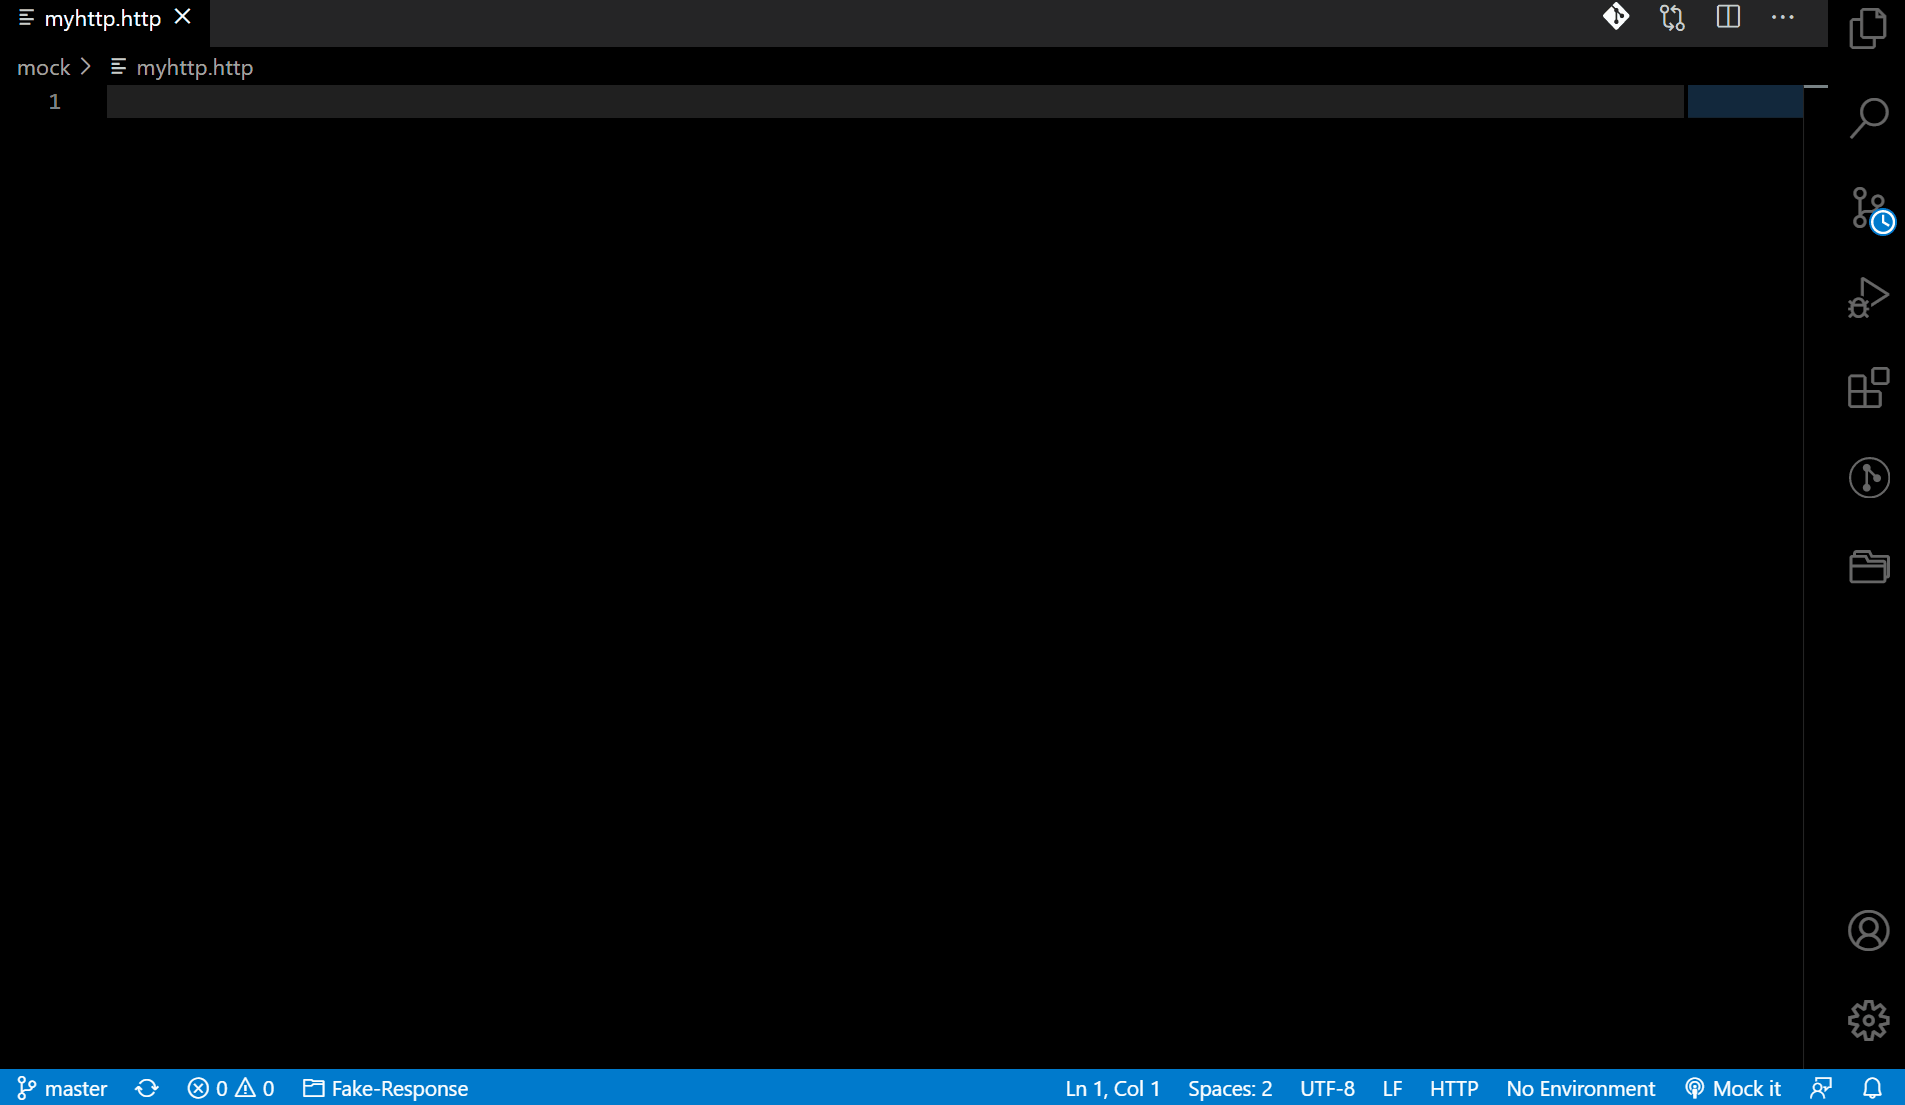 myhttp.http
mock > myhttp.http
1
master 0 0 Fake-Response Ln 1, Col 1 Spaces: 2 UTF-8 LF HTTP No Environment Mock it